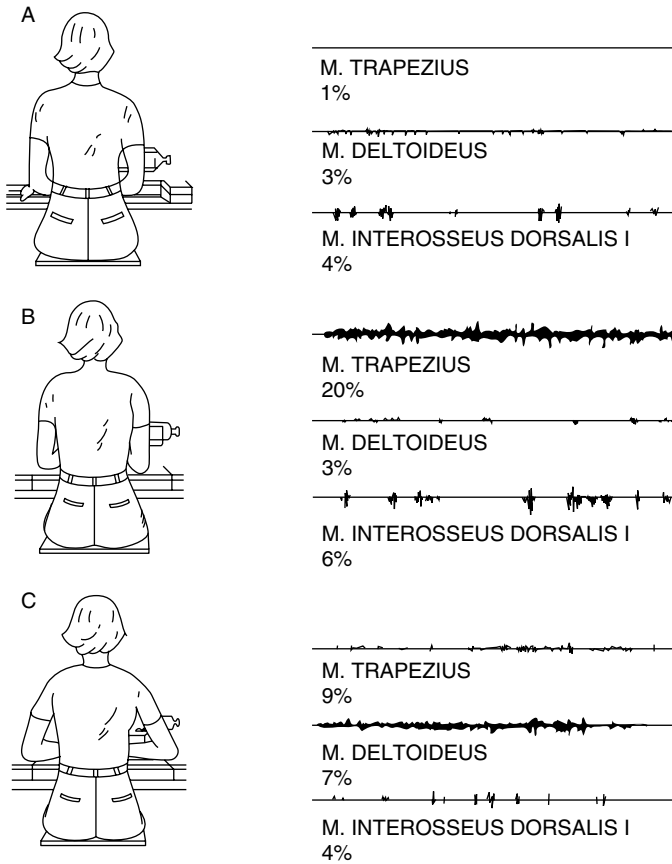 A
M. TRAPEZIUS
1%
M. DELTOIDEUS
3%
M. INTEROSSEUS DORSALIS I
4%
B
M. TRAPEZIUS
20%
M. DELTOIDEUS
3%
M. INTEROSSEUS DORSALIS I
6%
C
M. TRAPEZIUS
9%
M. DELTOIDEUS
7%
M. INTEROSSEUS DORSALIS I
4%